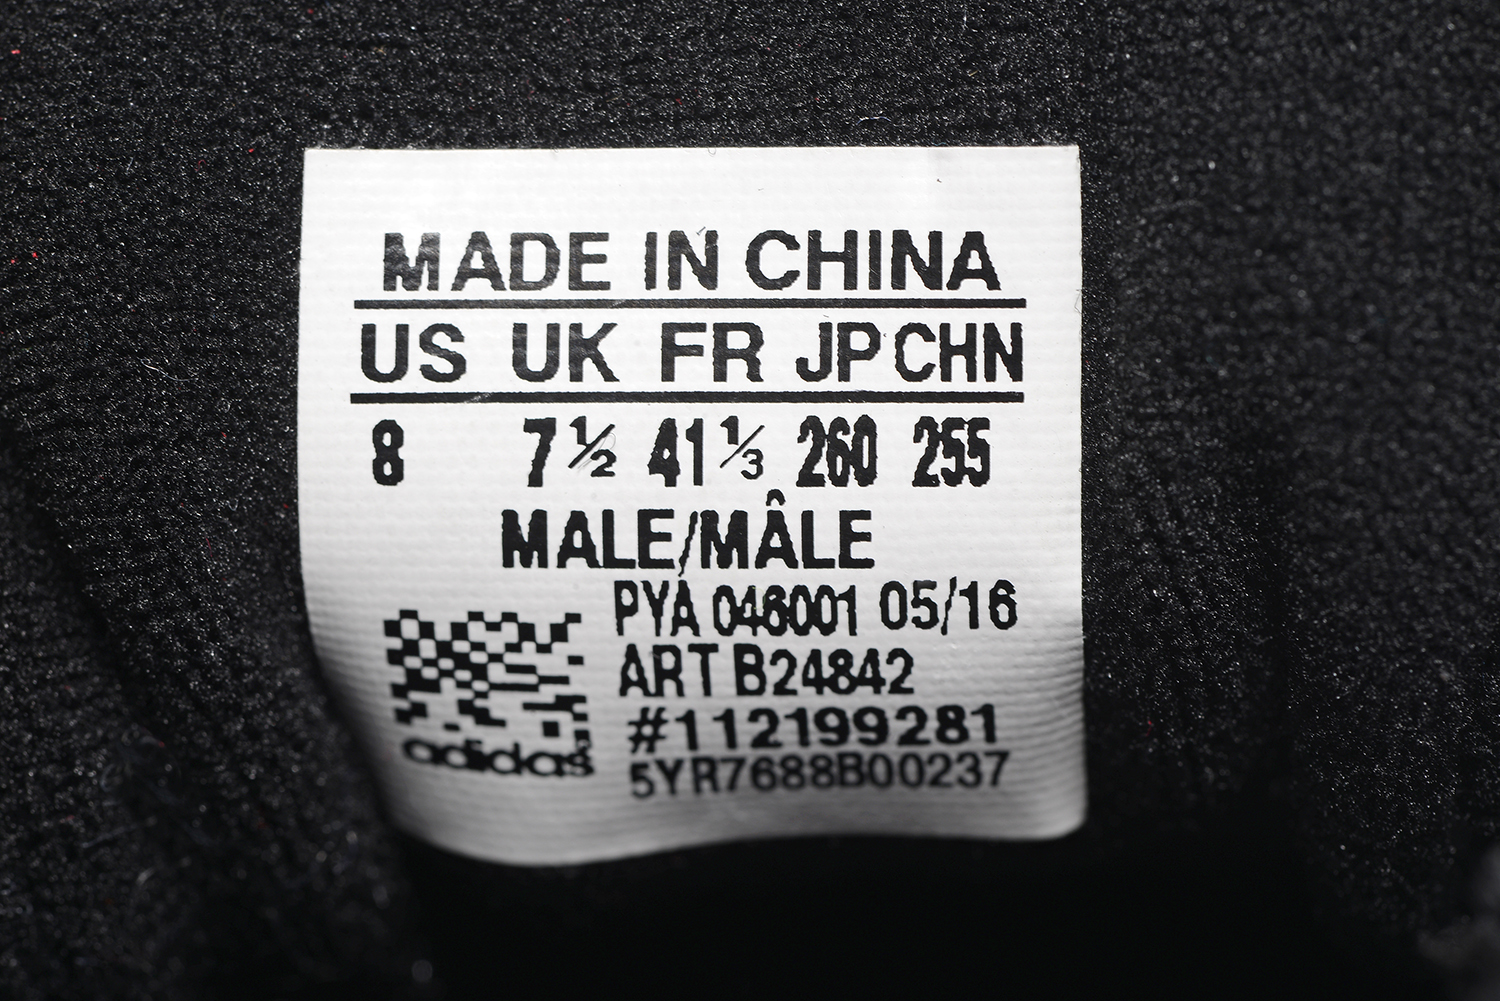 MADE IN CHINA
US UK FR JP CHN
8 7½ 41⅓ 260 255
MALE/MÂLE
PYA 046001 05/16
ART B24842
#112199281
adidas 5YR7688B00237